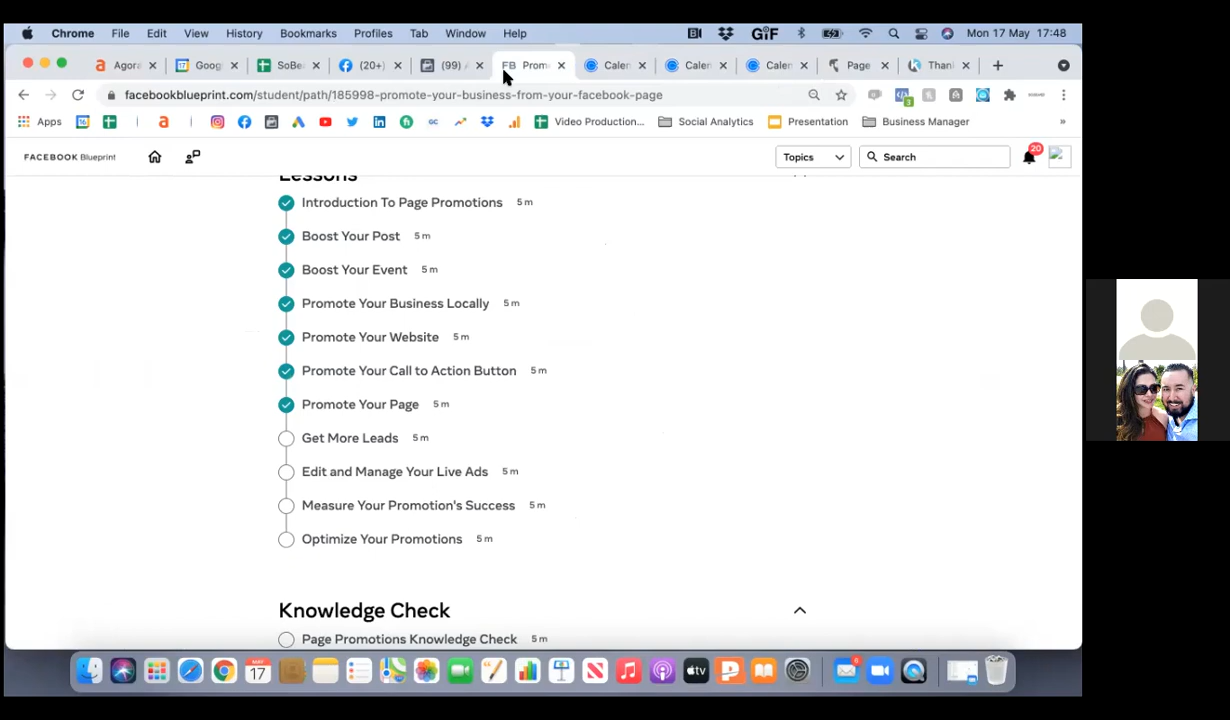 Chrome File Edit View History Bookmarks Profiles Tab Window Help GiF Mon 17 May 17:48
Agora Goog SoBe (20+) (99) FB Prom Calen Calen Calen Page Thank
facebookblueprint.com/student/path/185998-promote-your-business-from-your-facebook-page 3
Apps Video Production... Social Analytics Presentation Business Manager »
FACEBOOK Blueprint Topics Search 20
Lessons
Introduction To Page Promotions 5 m
Boost Your Post 5 m
Boost Your Event 5 m
Promote Your Business Locally 5 m
Promote Your Website 5 m
Promote Your Call to Action Button 5 m
Promote Your Page 5 m
Get More Leads 5 m
Edit and Manage Your Live Ads 5 m
Measure Your Promotion's Success 5 m
Optimize Your Promotions 5 m
Knowledge Check
Page Promotions Knowledge Check 5 m
MAY 17 tv